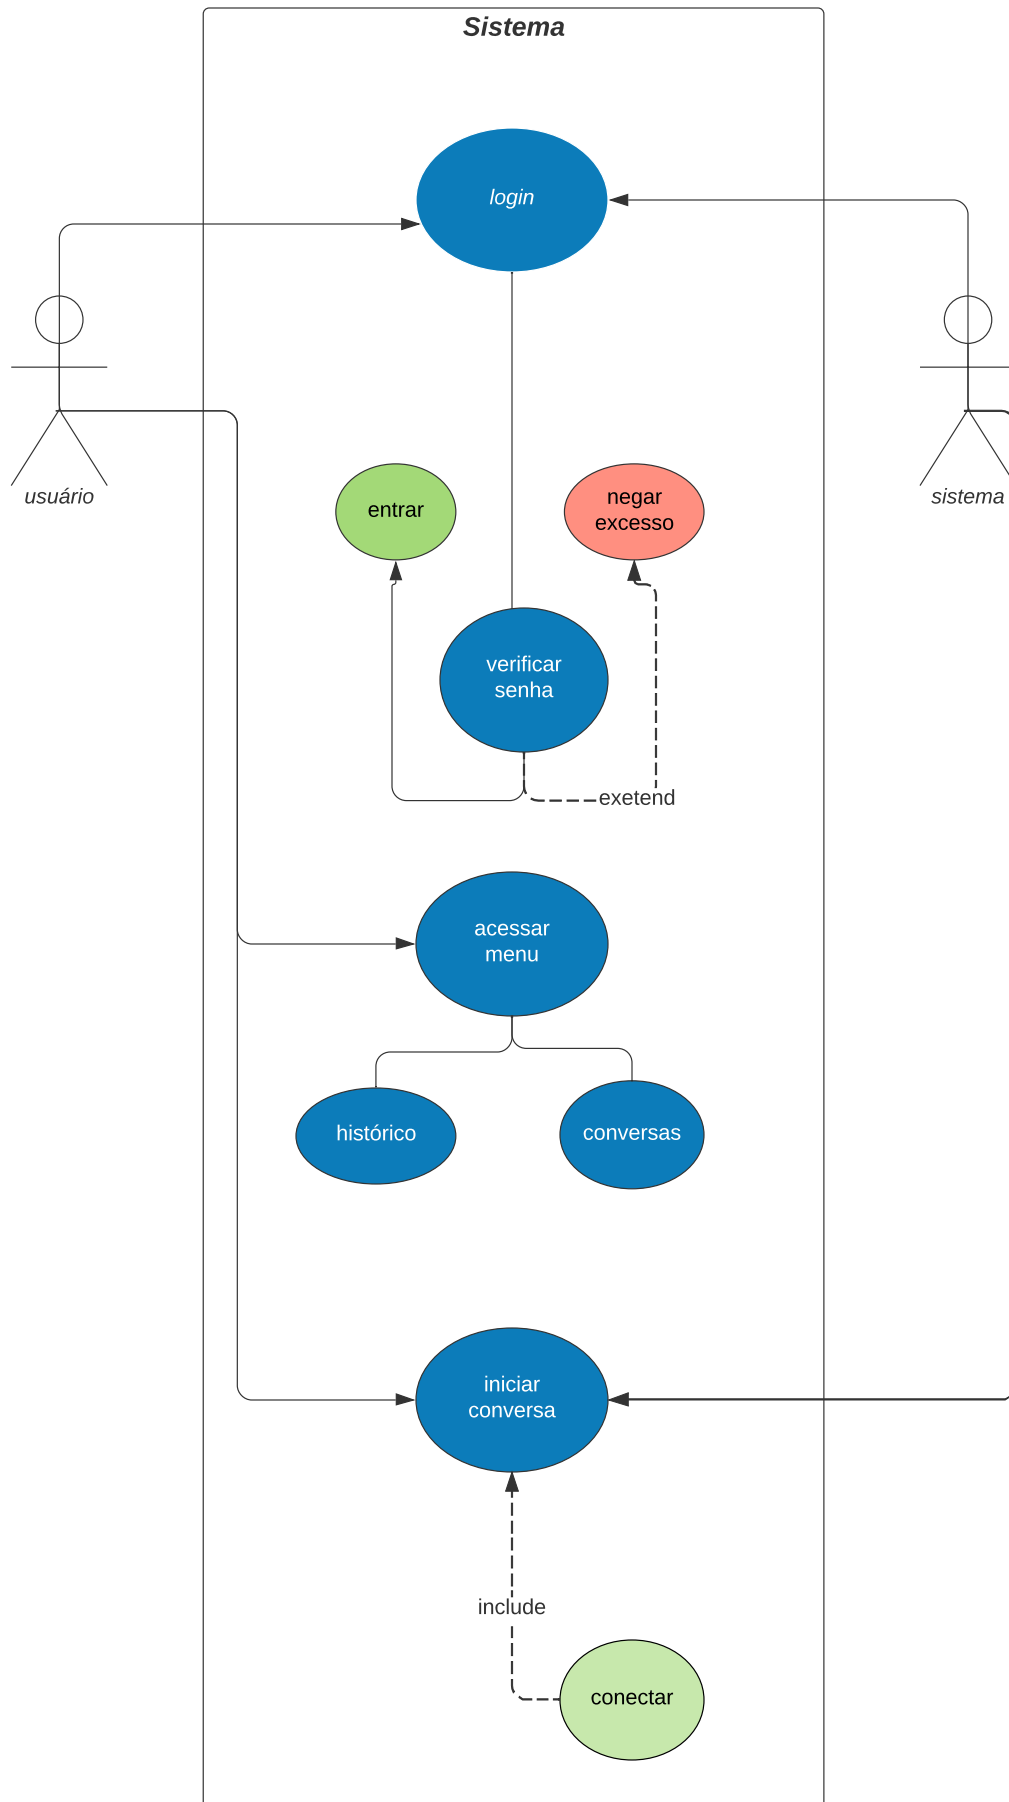 Sistema
login
usuário
sistema
entrar
negar
excesso
verificar
senha
exetend
acessar
menu
histórico
conversas
iniciar
conversa
include
conectar